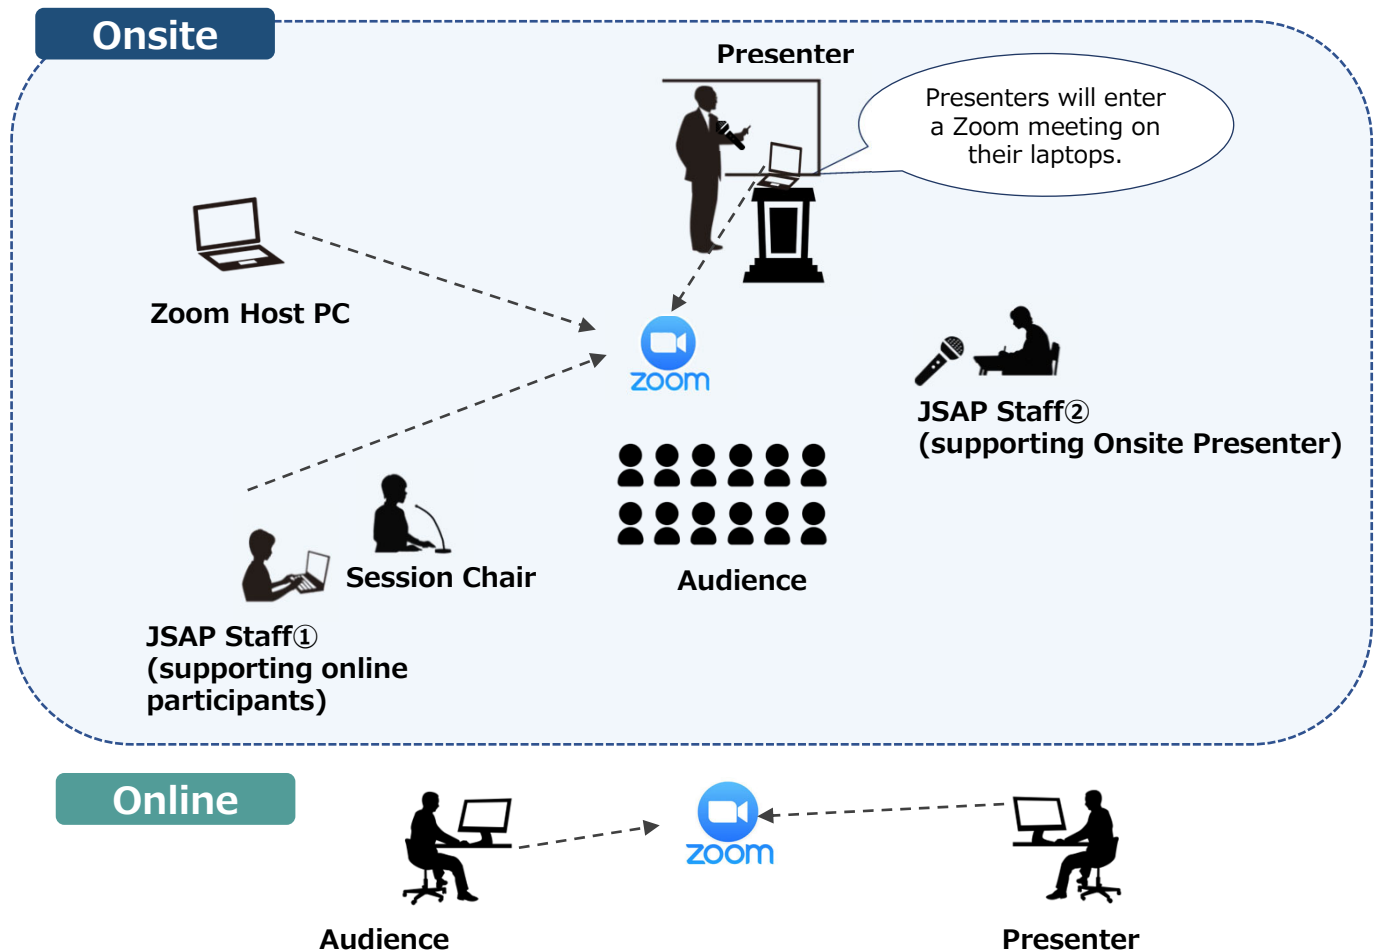 Onsite
Presenter
Presenters will enter
a Zoom meeting on
their laptops.
Zoom Host PC
zoom
JSAP Staff②
(supporting Onsite Presenter)
Session Chair
Audience
JSAP Staff①
(supporting online
participants)
Online
zoom
Audience
Presenter